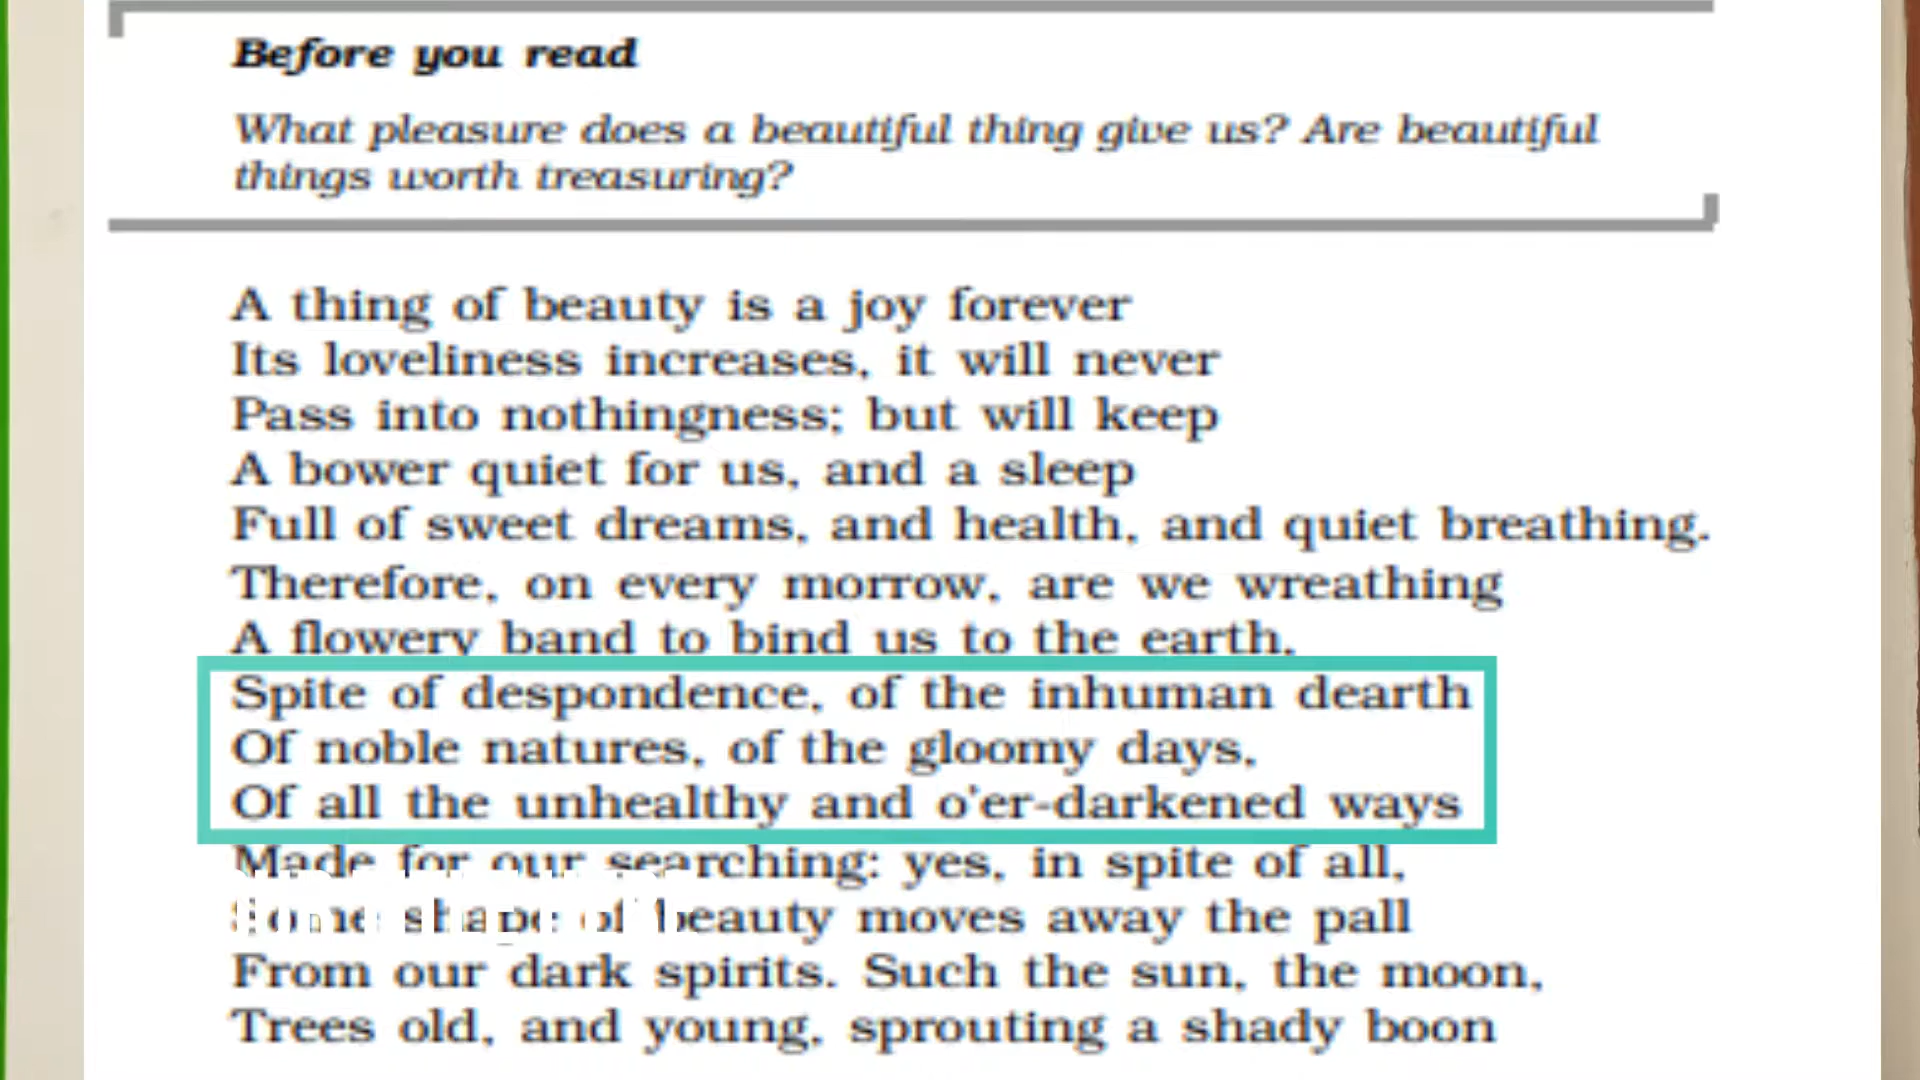 Before you read
What pleasure does a beautiful thing give us? Are beautiful
things worth treasuring?
A thing of beauty is a joy forever
Its loveliness increases, it will never
Pass into nothingness; but will keep
A bower quiet for us, and a sleep
Full of sweet dreams, and health, and quiet breathing.
Therefore, on every morrow, are we wreathing
A flowery band to bind us to the earth,
Spite of despondence, of the inhuman dearth
Of noble natures, of the gloomy days,
Of all the unhealthy and o'er-darkened ways
Made for our searching: yes, in spite of all,
Some shape of beauty moves away the pall
From our dark spirits. Such the sun, the moon,
Trees old, and young, sprouting a shady boon